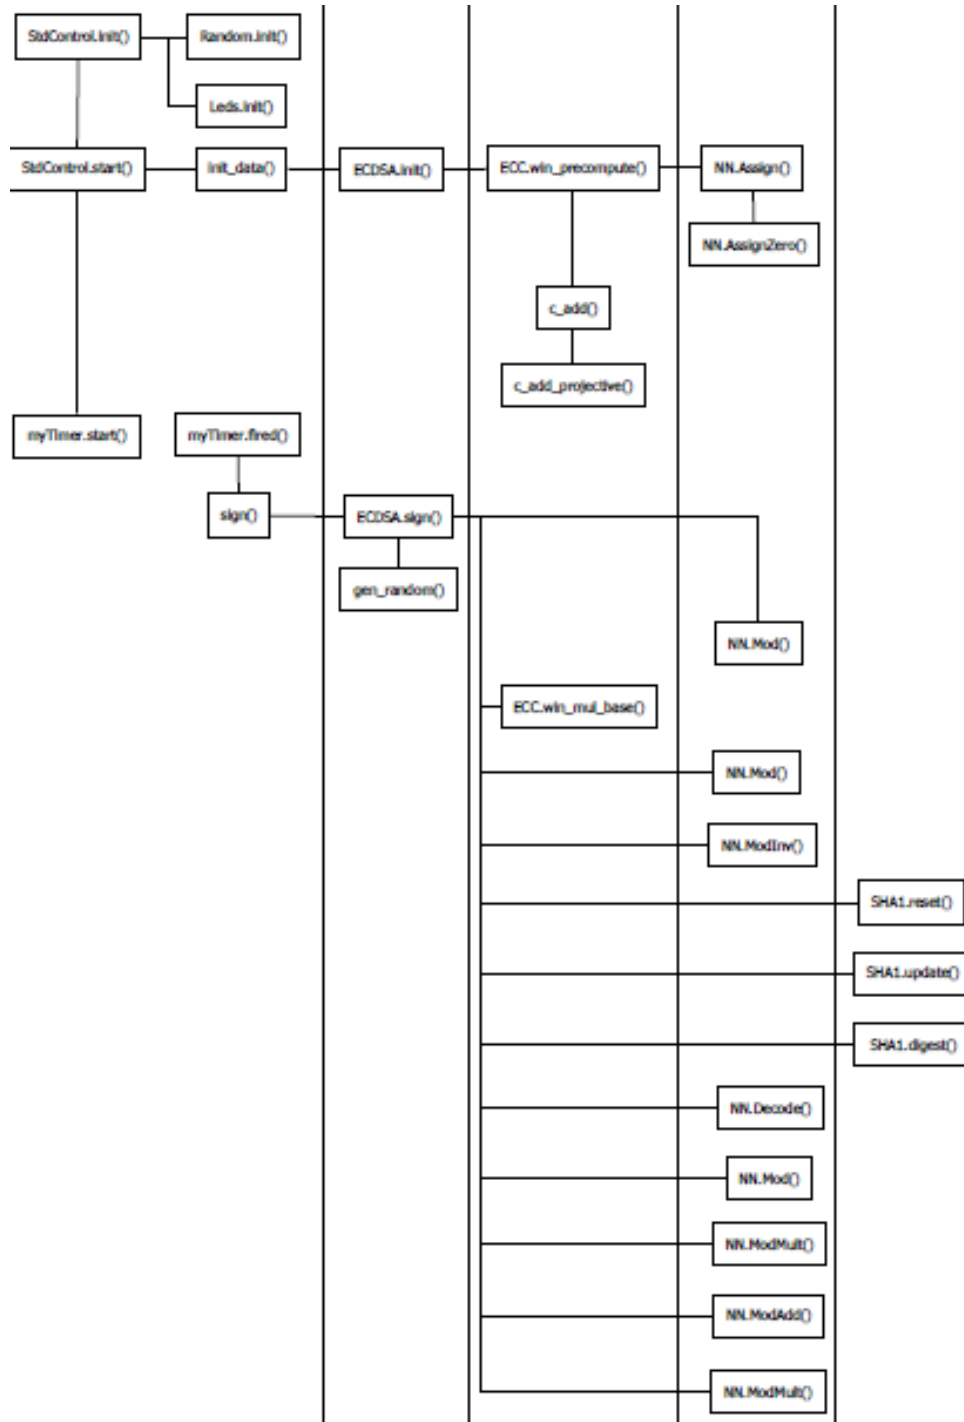 StdControl.init()
Random.init()
Leds.init()
StdControl.start()
init_data()
ECDSA.init()
ECC.win_precompute()
NN.Assign()
NN.AssignZero()
c_add()
c_add_projective()
myTimer.start()
myTimer.fired()
sign()
ECDSA.sign()
gen_random()
NN.Mod()
ECC.win_mul_base()
NN.Mod()
NN.ModInv()
SHA1.reset()
SHA1.update()
SHA1.digest()
NN.Decode()
NN.Mod()
NN.ModMult()
NN.ModAdd()
NN.ModMult()